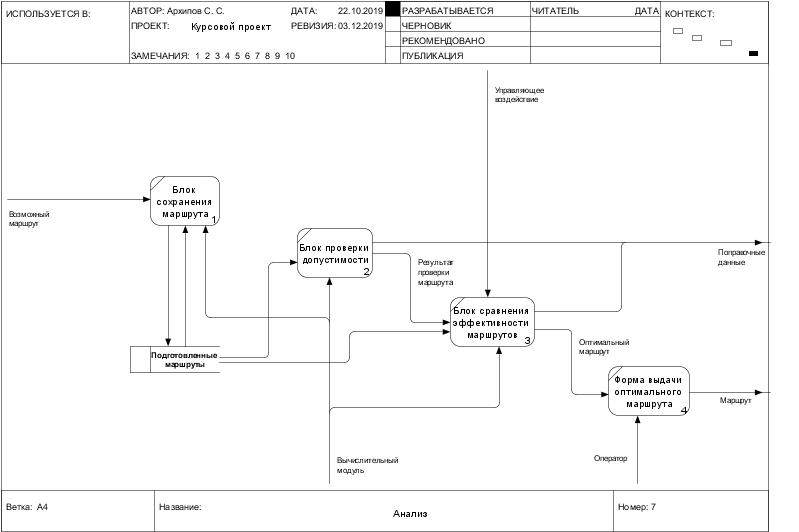 ИСПОЛЬЗУЕТСЯ В:
АВТОР: Архипов С. С. ДАТА: 22.10.2019
ПРОЕКТ: Курсовой проект РЕВИЗИЯ: 03.12.2019
ЗАМЕЧАНИЯ: 1 2 3 4 5 6 7 8 9 10
РАЗРАБАТЫВАЕТСЯ
ЧЕРНОВИК
РЕКОМЕНДОВАНО
ПУБЛИКАЦИЯ
ЧИТАТЕЛЬ ДАТА
КОНТЕКСТ:
Управляющее
воздействие
Блок
сохранения
маршрута
1
Возможный
маршрут
Блок проверки
допустимости
2
Результат
проверки
маршрута
Поправочные
данные
Блок сравнения
эффективности
маршрутов
3
Подготовленные
маршруты
Оптимальный
маршрут
Форма выдачи
оптимального
маршрута
4
Маршрут
Вычислительный
модуль
Оператор
Ветка: A4
Название:
Анализ
Номер: 7